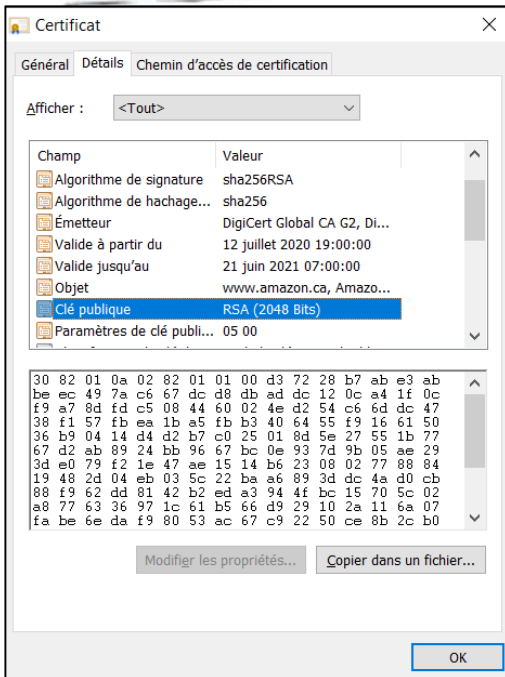 Certificat
Général Détails Chemin d'accès de certification
Afficher : <Tout>
Champ Valeur
Algorithme de signature sha256RSA
Algorithme de hachage... sha256
Émetteur DigiCert Global CA G2, Di...
Valide à partir du 12 juillet 2020 19:00:00
Valide jusqu'au 21 juin 2021 07:00:00
Objet www.amazon.ca, Amazo...
Clé publique RSA (2048 Bits)
Paramètres de clé publi... 05 00
30 82 01 0a 02 82 01 01 00 d3 72 28 b7 ab e3 ab
be ec 49 7a c6 67 dc d8 db ad dc 12 0c a4 1f 0c
f9 a7 8d fd c5 08 44 60 02 4e d2 54 c6 6d dc 47
38 f1 57 fb ea 1b a5 fb b3 40 64 55 f9 16 61 50
36 b9 04 14 d4 d2 b7 c0 25 01 8d 5e 27 55 1b 77
67 d2 ab 89 24 bb 96 67 bc 0e 93 7d 9b 05 ae 29
3d e0 79 f2 1e 47 ae 15 14 b6 23 08 02 77 88 84
19 48 2d 04 eb 03 5c 22 ba a6 89 3d dc 4a d0 cb
88 f9 62 dd 81 42 b2 ed a3 94 4f bc 15 70 5c 02
a8 77 63 36 97 1c 61 b5 66 d9 29 10 2a 11 6a 07
fa be 6e da f9 80 53 ac 67 c9 22 50 ce 8b 2c b0
Modifier les propriétés... Copier dans un fichier...
OK